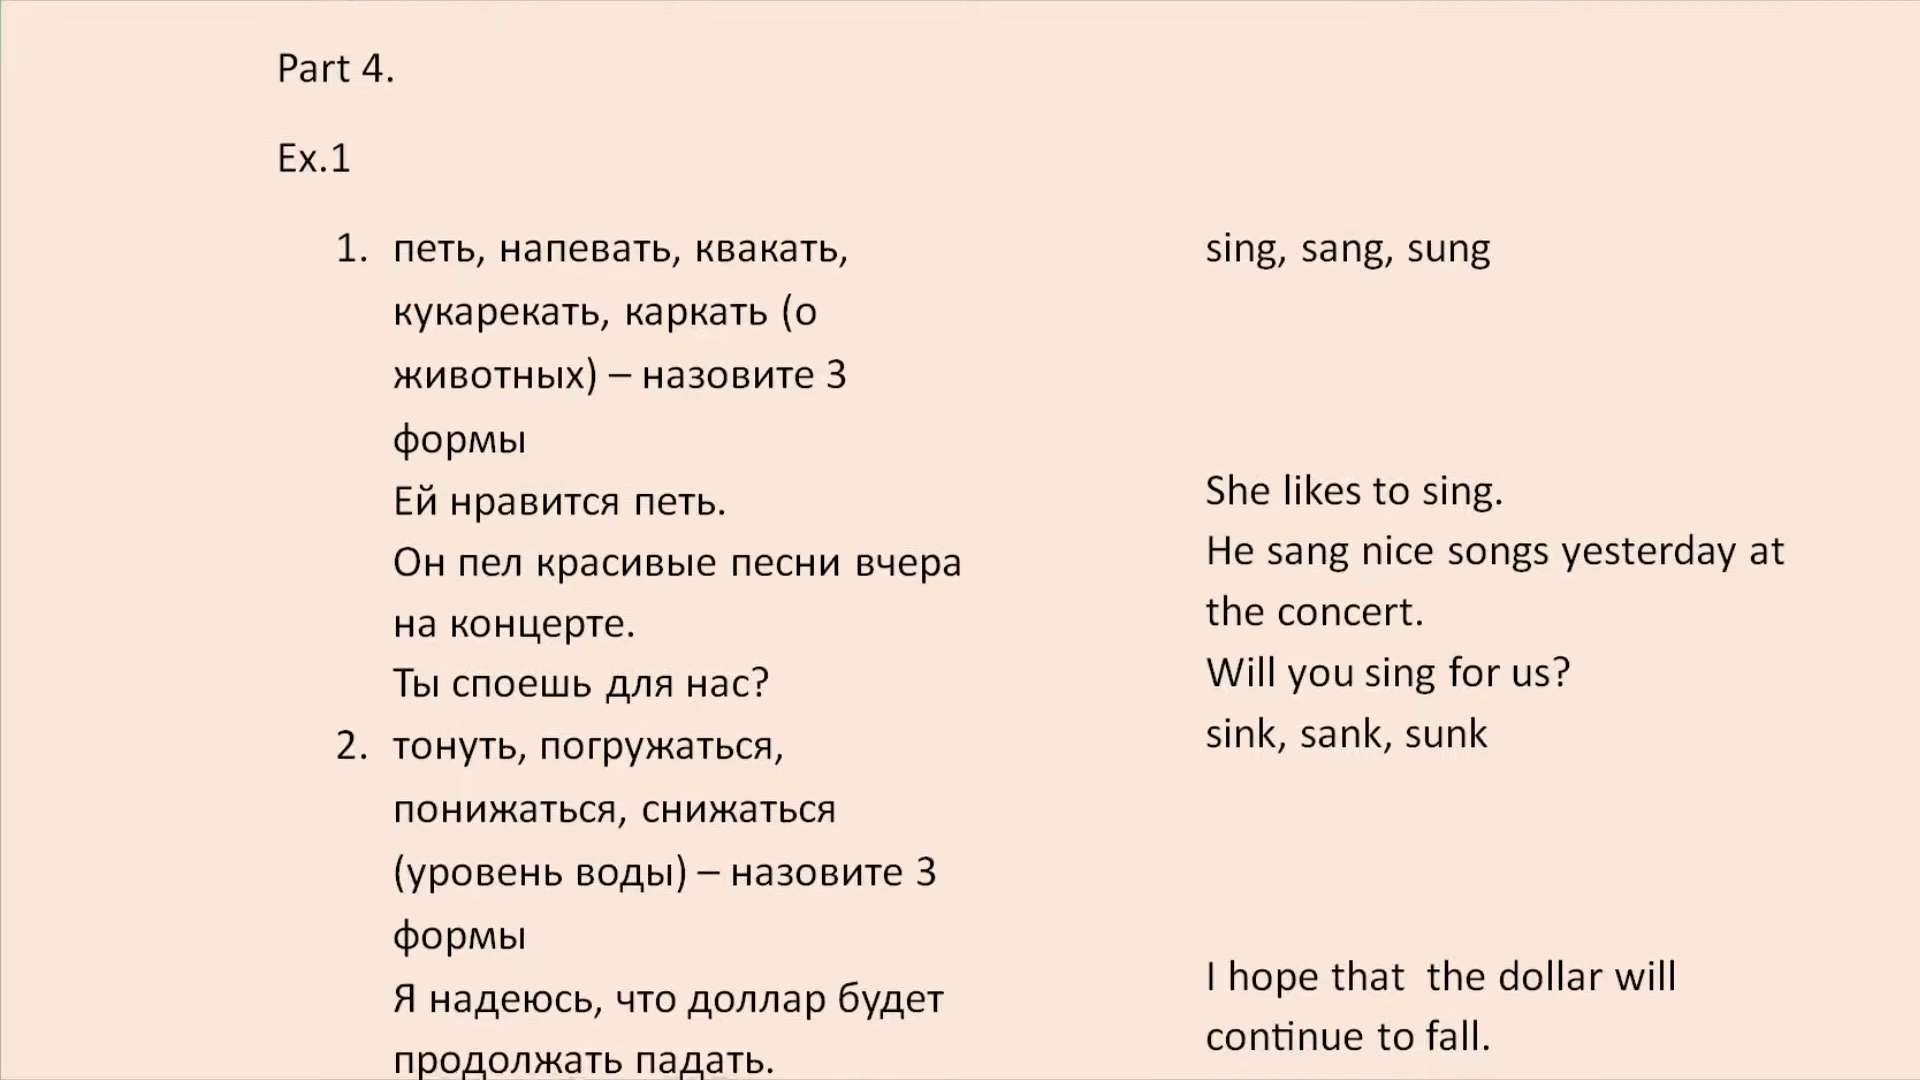 Part 4.
Ex.1
1. петь, напевать, квакать,
кукарекать, каркать (о
животных) – назовите 3
формы
Ей нравится петь.
Он пел красивые песни вчера
на концерте.
Ты споешь для нас?
2. тонуть, погружаться,
понижаться, снижаться
(уровень воды) – назовите 3
формы
Я надеюсь, что доллар будет
продолжать падать.
sing, sang, sung
She likes to sing.
He sang nice songs yesterday at
the concert.
Will you sing for us?
sink, sank, sunk
I hope that the dollar will
continue to fall.